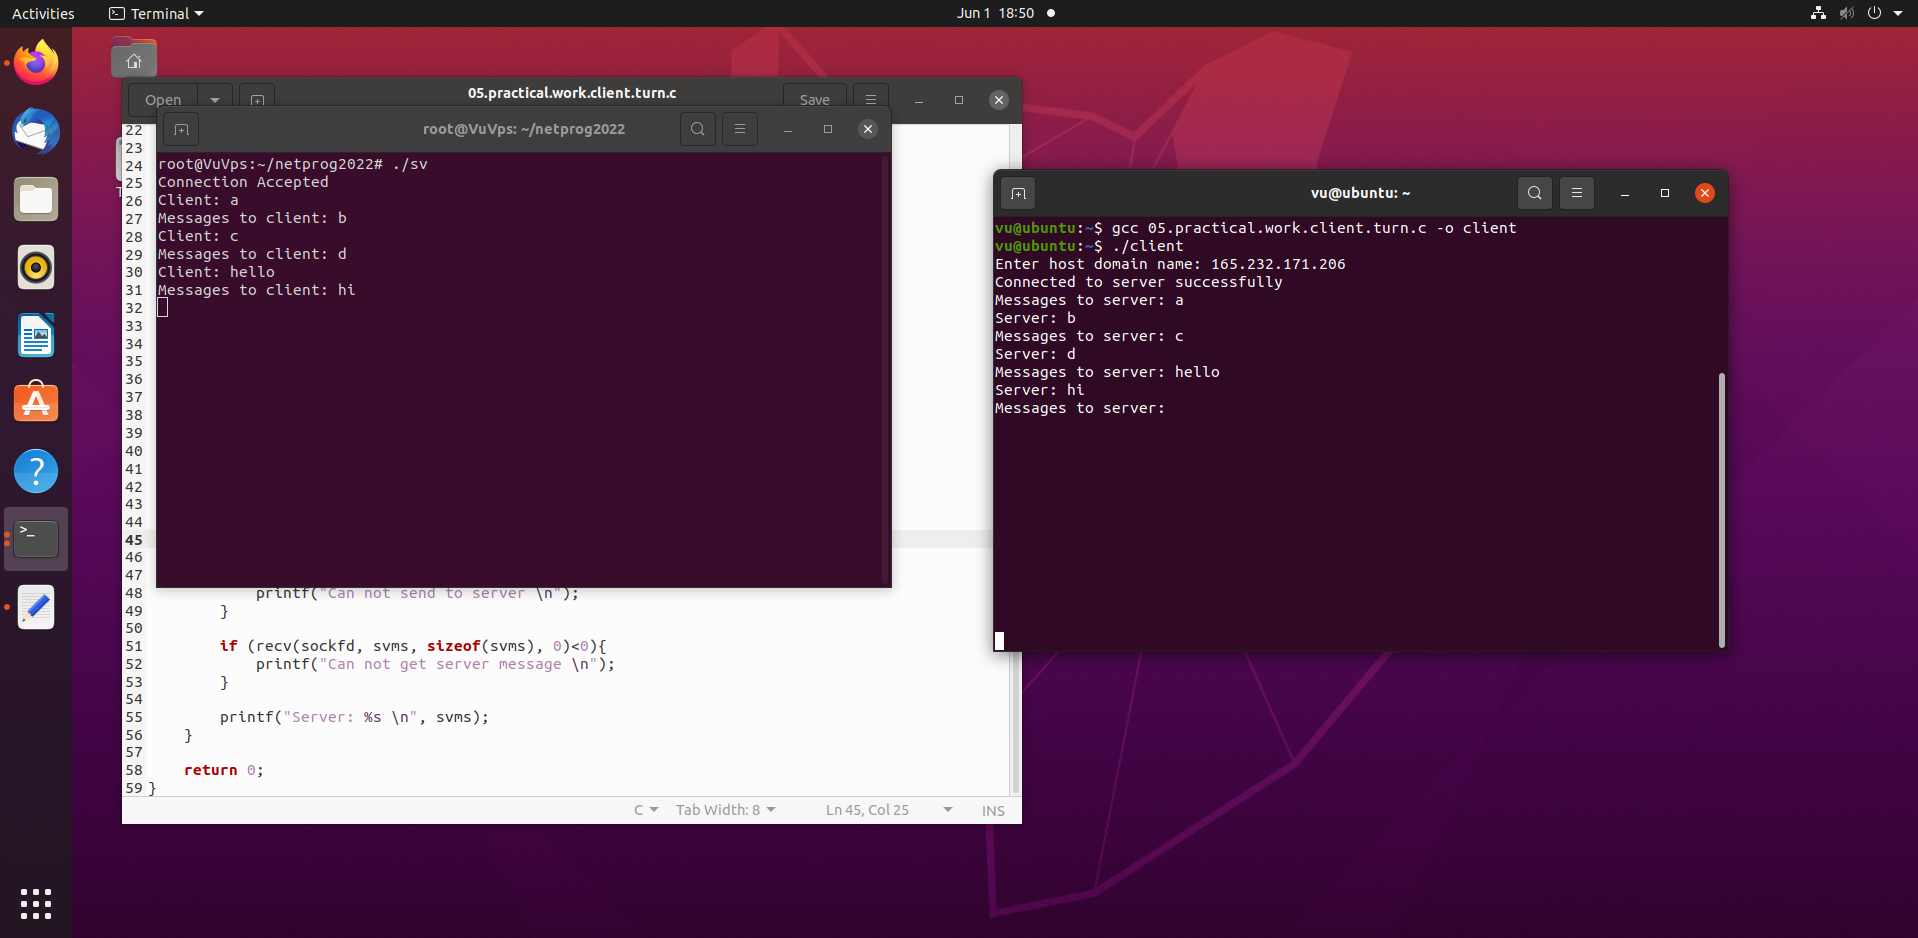 Activities
Terminal
Jun 1 18:50
Open
05.practical.work.client.turn.c
Save
root@VuVps: ~/netprog2022
root@VuVps:~/netprog2022# ./sv
Connection Accepted
Client: a
Messages to client: b
Client: c
Messages to client: d
Client: hello
Messages to client: hi
22
23
24
25
26
27
28
29
30
31
32
33
34
35
36
37
38
39
40
41
42
43
44
45
46
47
48 printf("Can not send to server \n");
49 }
50
51 if (recv(sockfd, svms, sizeof(svms), 0)<0){
52 printf("Can not get server message \n");
53 }
54
55 printf("Server: %s \n", svms);
56 }
57
58 return 0;
59 }
C
Tab Width: 8
Ln 45, Col 25
INS
vu@ubuntu: ~
vu@ubuntu:~$ gcc 05.practical.work.client.turn.c -o client
vu@ubuntu:~$ ./client
Enter host domain name: 165.232.171.206
Connected to server successfully
Messages to server: a
Server: b
Messages to server: c
Server: d
Messages to server: hello
Server: hi
Messages to server: